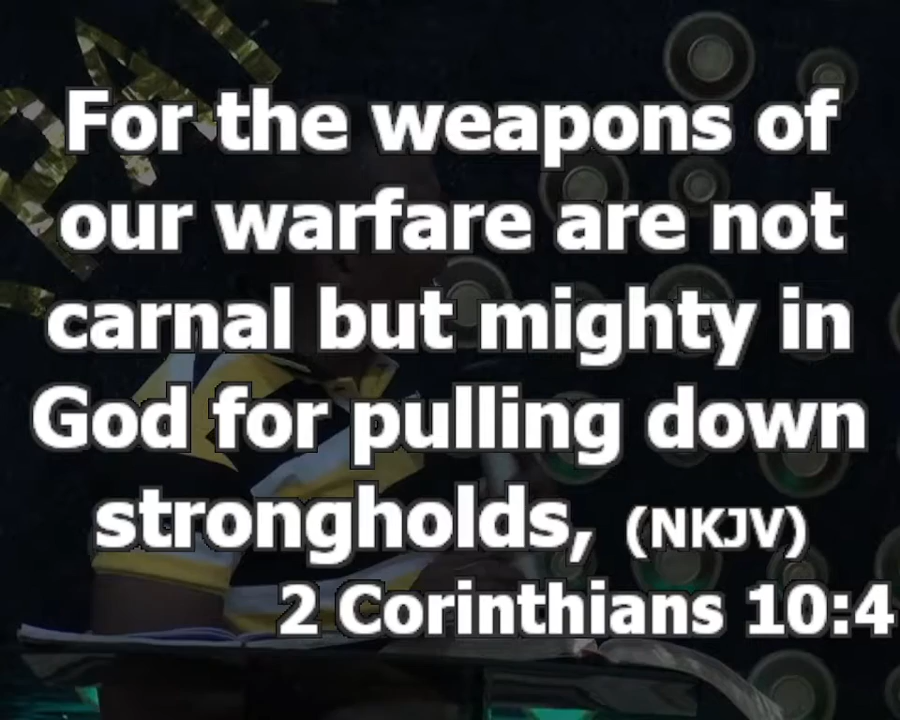 For the weapons of
our warfare are not
carnal but mighty in
God for pulling down
strongholds, (NKJV)
2 Corinthians 10:4